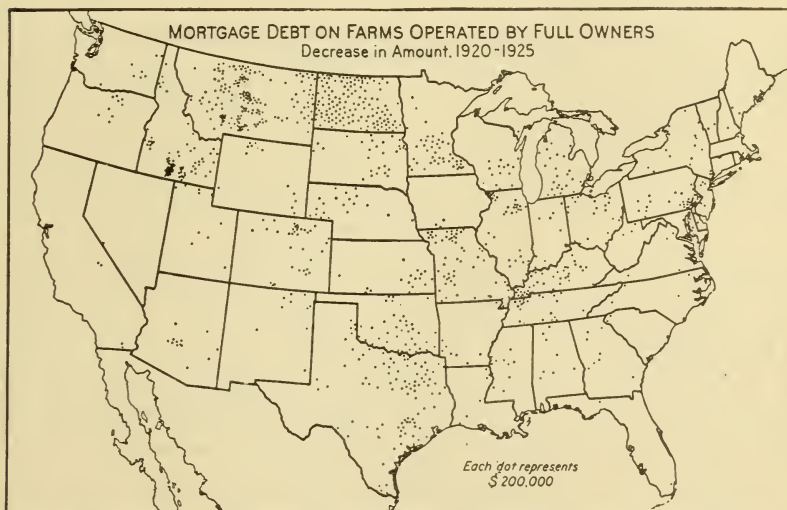 MORTGAGE DEBT ON FARMS OPERATED BY FULL OWNERS
Decrease in Amount, 1920-1925
Each dot represents
$200,000